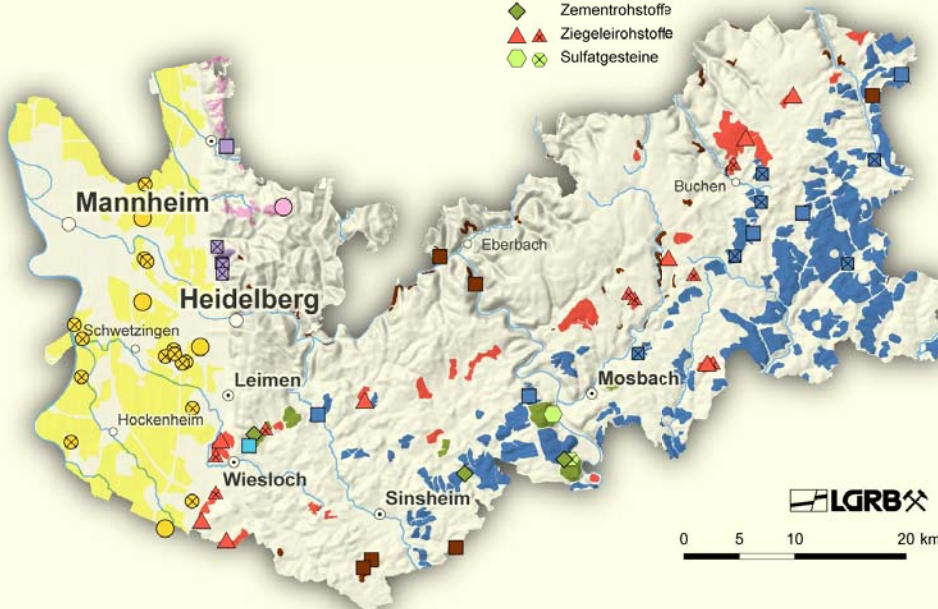 Zementrohstoffe
Ziegeleirohstoffe
Sulfatgesteine
Mannheim
Buchen
Eberbach
Heidelberg
Schwetzingen
Leimen
Mosbach
Hockenheim
Wiesloch
Sinsheim
LGRB
0 5 10 20 km